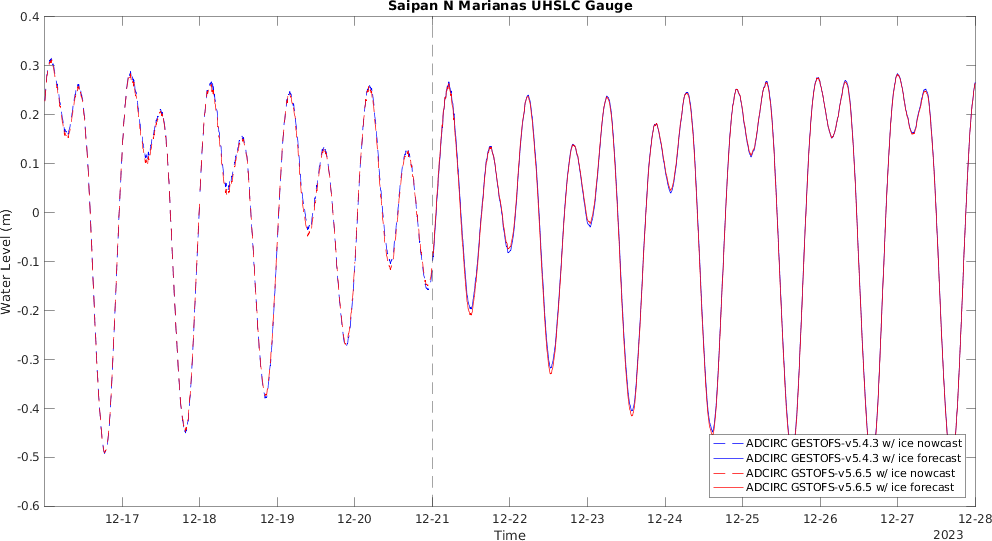 Saipan N Marianas UHSLC Gauge
Water Level (m)
0.4
0.3
0.2
0.1
0
-0.1
-0.2
-0.3
-0.4
-0.5
-0.6
ADCIRC GESTOFS-v5.4.3 w/ ice nowcast
ADCIRC GESTOFS-v5.4.3 w/ ice forecast
ADCIRC GSTOFS-v5.6.5 w/ ice nowcast
ADCIRC GSTOFS-v5.6.5 w/ ice forecast
12-17 12-18 12-19 12-20 12-21 12-22 12-23 12-24 12-25 12-26 12-27 12-28
Time
2023